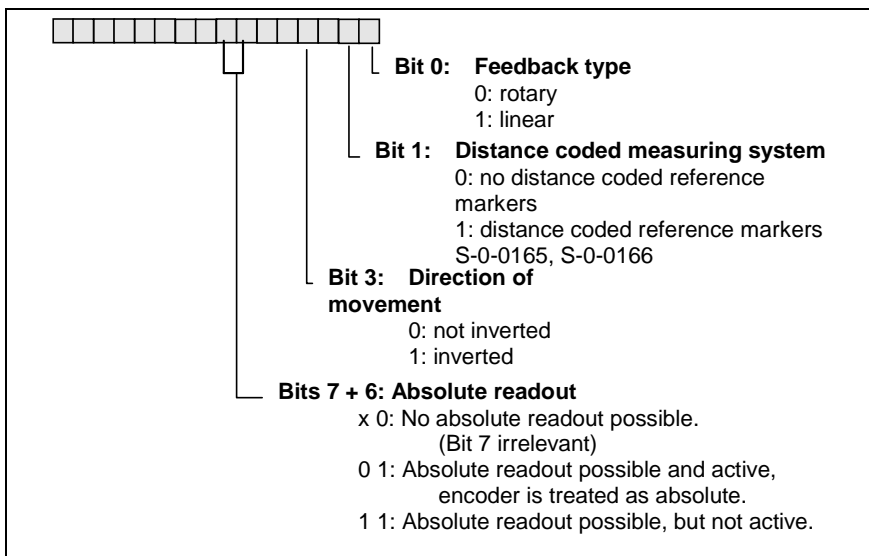 Bit 0: Feedback type
0: rotary
1: linear
Bit 1: Distance coded measuring system
0: no distance coded reference
markers
1: distance coded reference markers
S-0-0165, S-0-0166
Bit 3: Direction of
movement
0: not inverted
1: inverted
Bits 7 + 6: Absolute readout
x 0: No absolute readout possible.
(Bit 7 irrelevant)
0 1: Absolute readout possible and active,
encoder is treated as absolute.
1 1: Absolute readout possible, but not active.